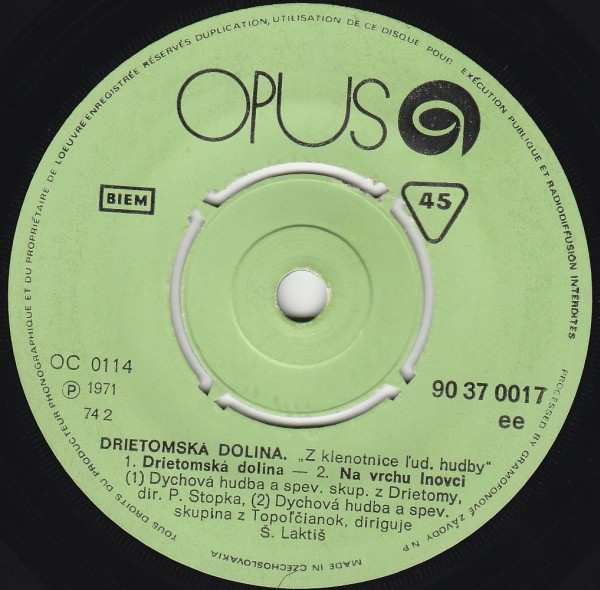 TOUS DROITS DU PRODUCTEUR PHONOGRAPHIQUE ET DU PROPRIÉTAIRE DE L'OEUVRE ENREGISTRÉE RÉSERVÉS DUPLICATION, UTILISATION DE CE DISQUE POUR EXÉCUTION PUBLIQUE ET RADIODIFFUSION INTERDITES
OPUS
BIEM
45
OC 0114
℗ 1971
74 2
90 37 0017
ee
DRIETOMSKÁ DOLINA. „Z klenotnice ľud. hudby"
1. Drietomská dolina — 2. Na vrchu Inovci
(1) Dychová hudba a spev. skup. z Drietomy,
dir. P. Stopka, (2) Dychová hudba a spev.
skupina z Topoľčianok, diriguje
Š. Laktiš
PROCESSED BY GRAMOFONOVÉ ZÁVODY N P
MADE IN CZECHOSLOVAKIA